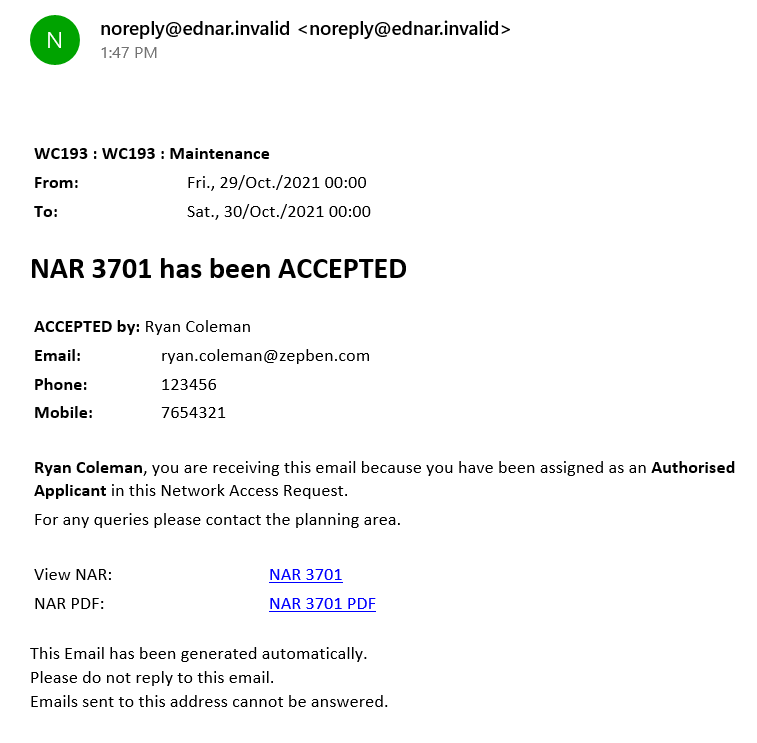 N
noreply@ednar.invalid <noreply@ednar.invalid>
1:47 PM
WC193 : WC193 : Maintenance
From: Fri., 29/Oct./2021 00:00
To: Sat., 30/Oct./2021 00:00
NAR 3701 has been ACCEPTED
ACCEPTED by: Ryan Coleman
Email: ryan.coleman@zepben.com
Phone: 123456
Mobile: 7654321
Ryan Coleman, you are receiving this email because you have been assigned as an Authorised
Applicant in this Network Access Request.
For any queries please contact the planning area.
View NAR: NAR 3701
NAR PDF: NAR 3701 PDF
This Email has been generated automatically.
Please do not reply to this email.
Emails sent to this address cannot be answered.